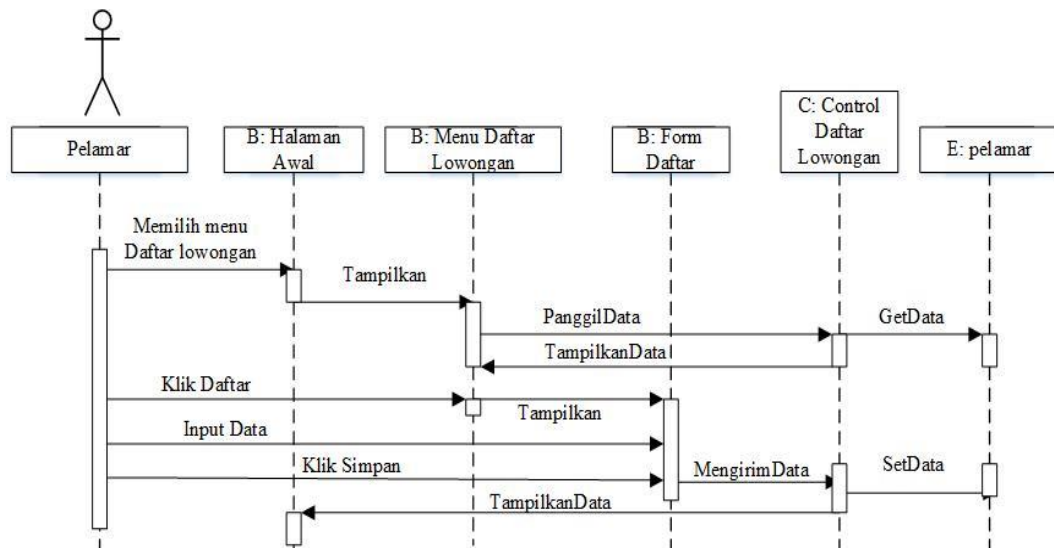 Pelamar
B: Halaman
Awal
B: Menu Daftar
Lowongan
B: Form
Daftar
C: Control
Daftar
Lowongan
E: pelamar
Memilih menu
Daftar lowongan
Tampilkan
PanggilData
GetData
TampilkanData
Klik Daftar
Tampilkan
Input Data
Klik Simpan
MengirimData
SetData
TampilkanData